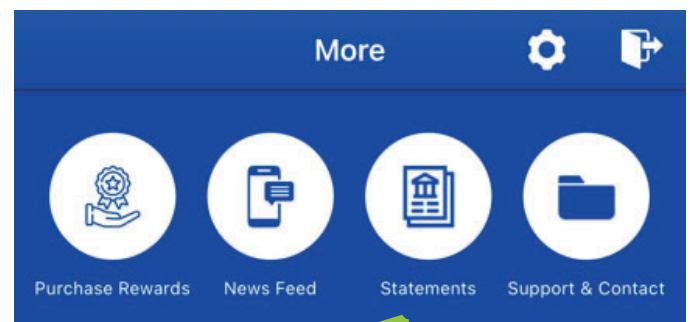 More
Purchase Rewards
News Feed
Statements
Support & Contact